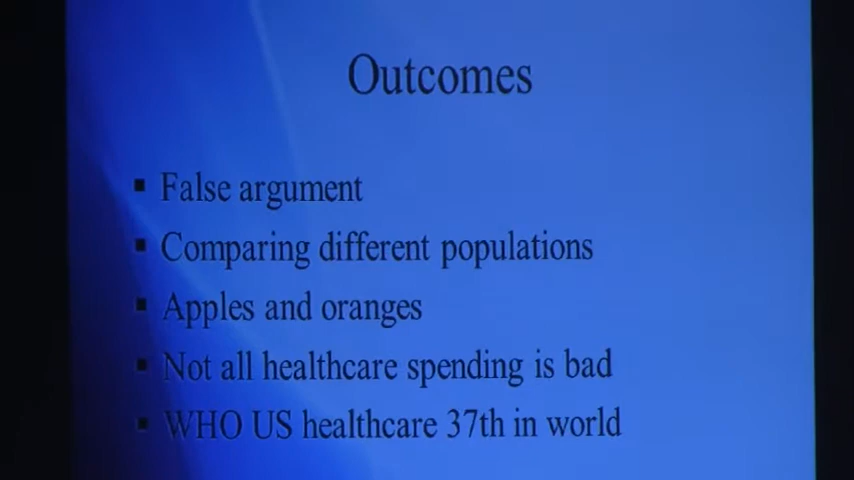 Outcomes
▪ False argument
▪ Comparing different populations
▪ Apples and oranges
▪ Not all healthcare spending is bad
▪ WHO US healthcare 37th in world